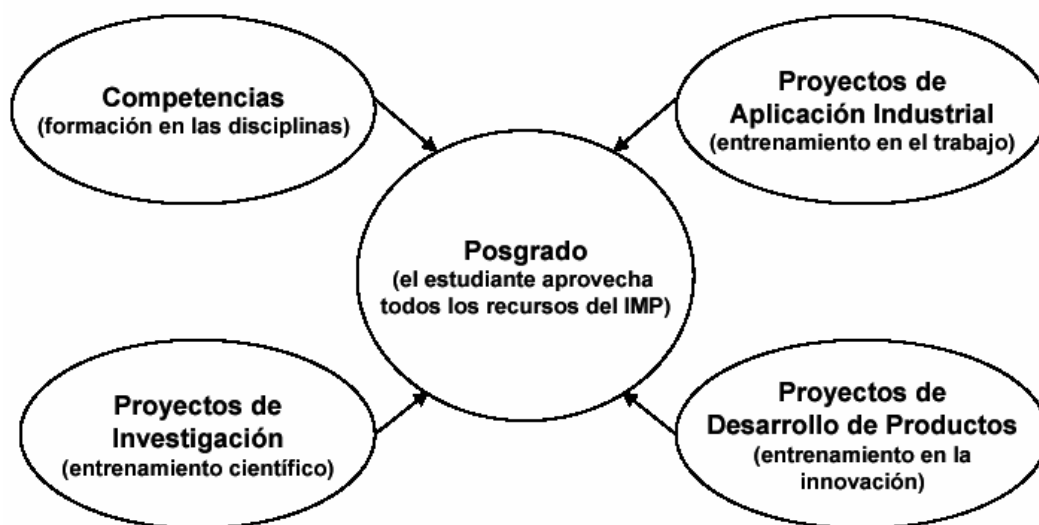 Competencias
(formación en las disciplinas)
Proyectos de
Aplicación Industrial
(entrenamiento en el trabajo)
Posgrado
(el estudiante aprovecha
todos los recursos del IMP)
Proyectos de
Investigación
(entrenamiento científico)
Proyectos de
Desarrollo de Productos
(entrenamiento en la
innovación)